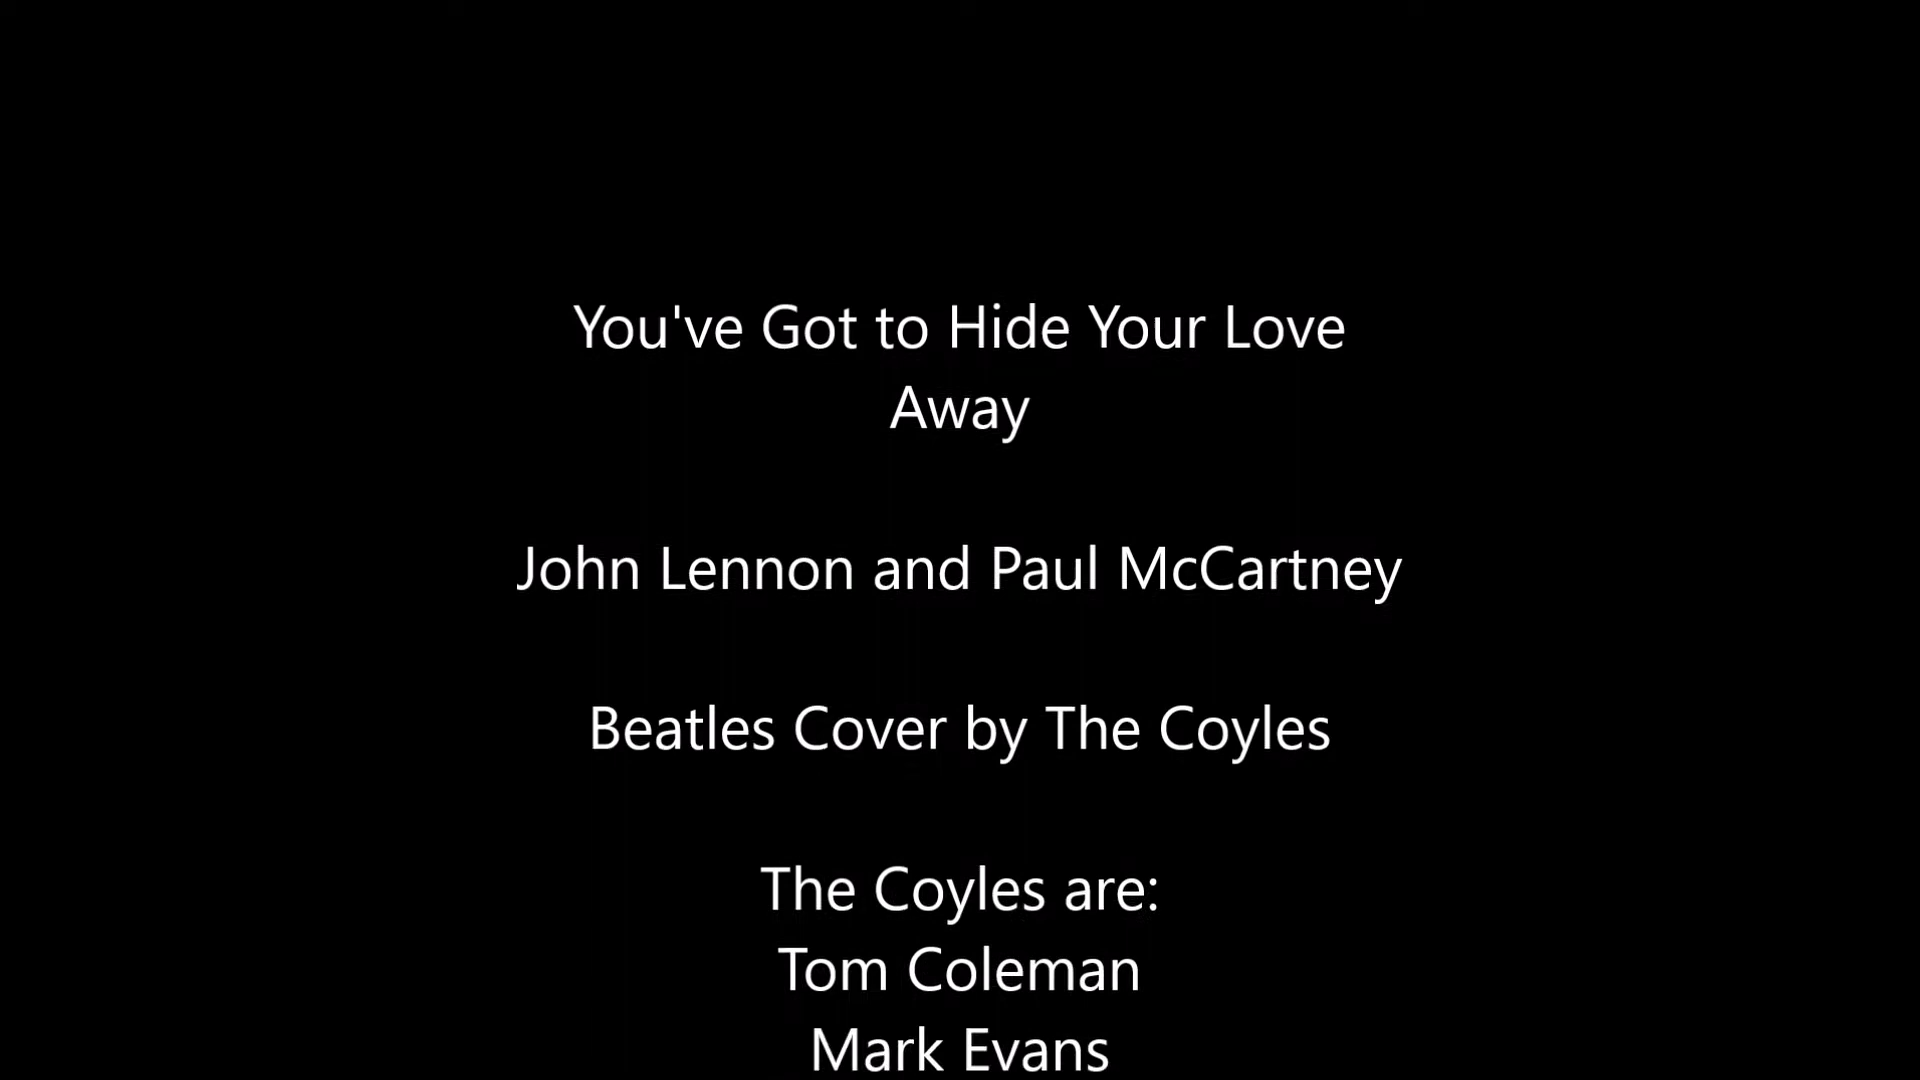 You've Got to Hide Your Love
Away
John Lennon and Paul McCartney
Beatles Cover by The Coyles
The Coyles are:
Tom Coleman
Mark Evans